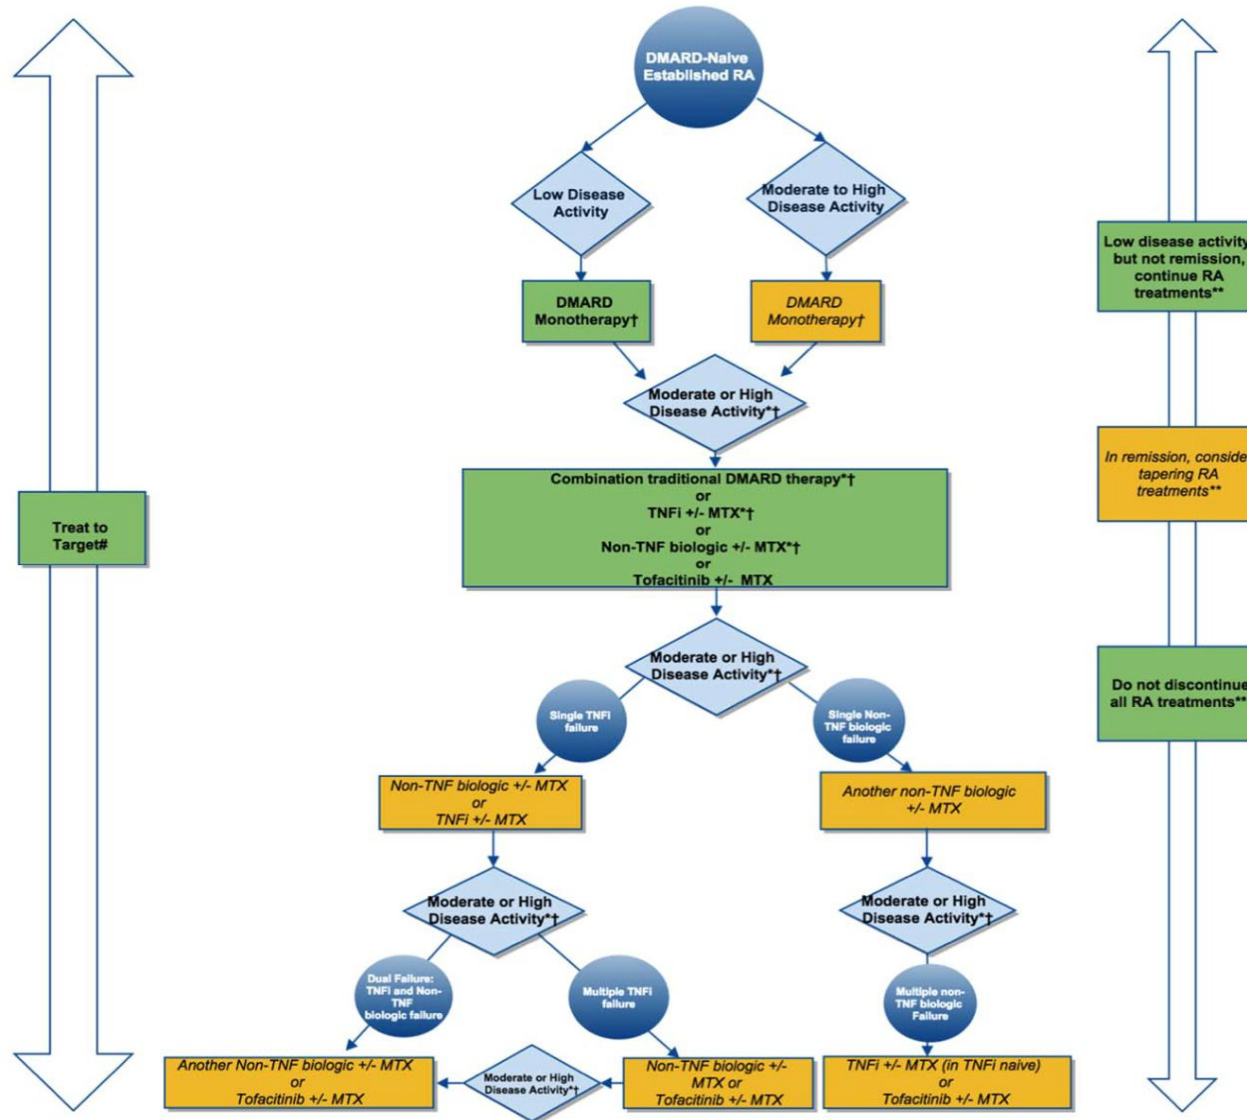 DMARD-Naive
Established RA
Low Disease
Activity
Moderate to High
Disease Activity
DMARD
Monotherapy†
DMARD
Monotherapy†
Moderate or High
Disease Activity*†
Combination traditional DMARD therapy*†
or
TNFi +/- MTX*†
or
Non-TNF biologic +/- MTX*†
or
Tofacitinib +/- MTX
Moderate or High
Disease Activity*†
Single TNFi
failure
Single Non-
TNF biologic
failure
Non-TNF biologic +/- MTX
or
TNFi +/- MTX
Another non-TNF biologic
+/- MTX
Moderate or High
Disease Activity*†
Moderate or High
Disease Activity*†
Dual Failure:
TNFi and Non-
TNF
biologic failure
Multiple TNFi
failure
Multiple non-
TNF biologic
Failure
Another Non-TNF biologic +/- MTX
or
Tofacitinib +/- MTX
Moderate or High
Disease Activity*†
Non-TNF biologic +/-
MTX or
Tofacitinib +/- MTX
TNFi +/- MTX (in TNFi naive)
or
Tofacitinib +/- MTX
Treat to
Target#
Low disease activity
but not remission,
continue RA
treatments**
In remission, conside
tapering RA
treatments**
Do not discontinue
all RA treatments**